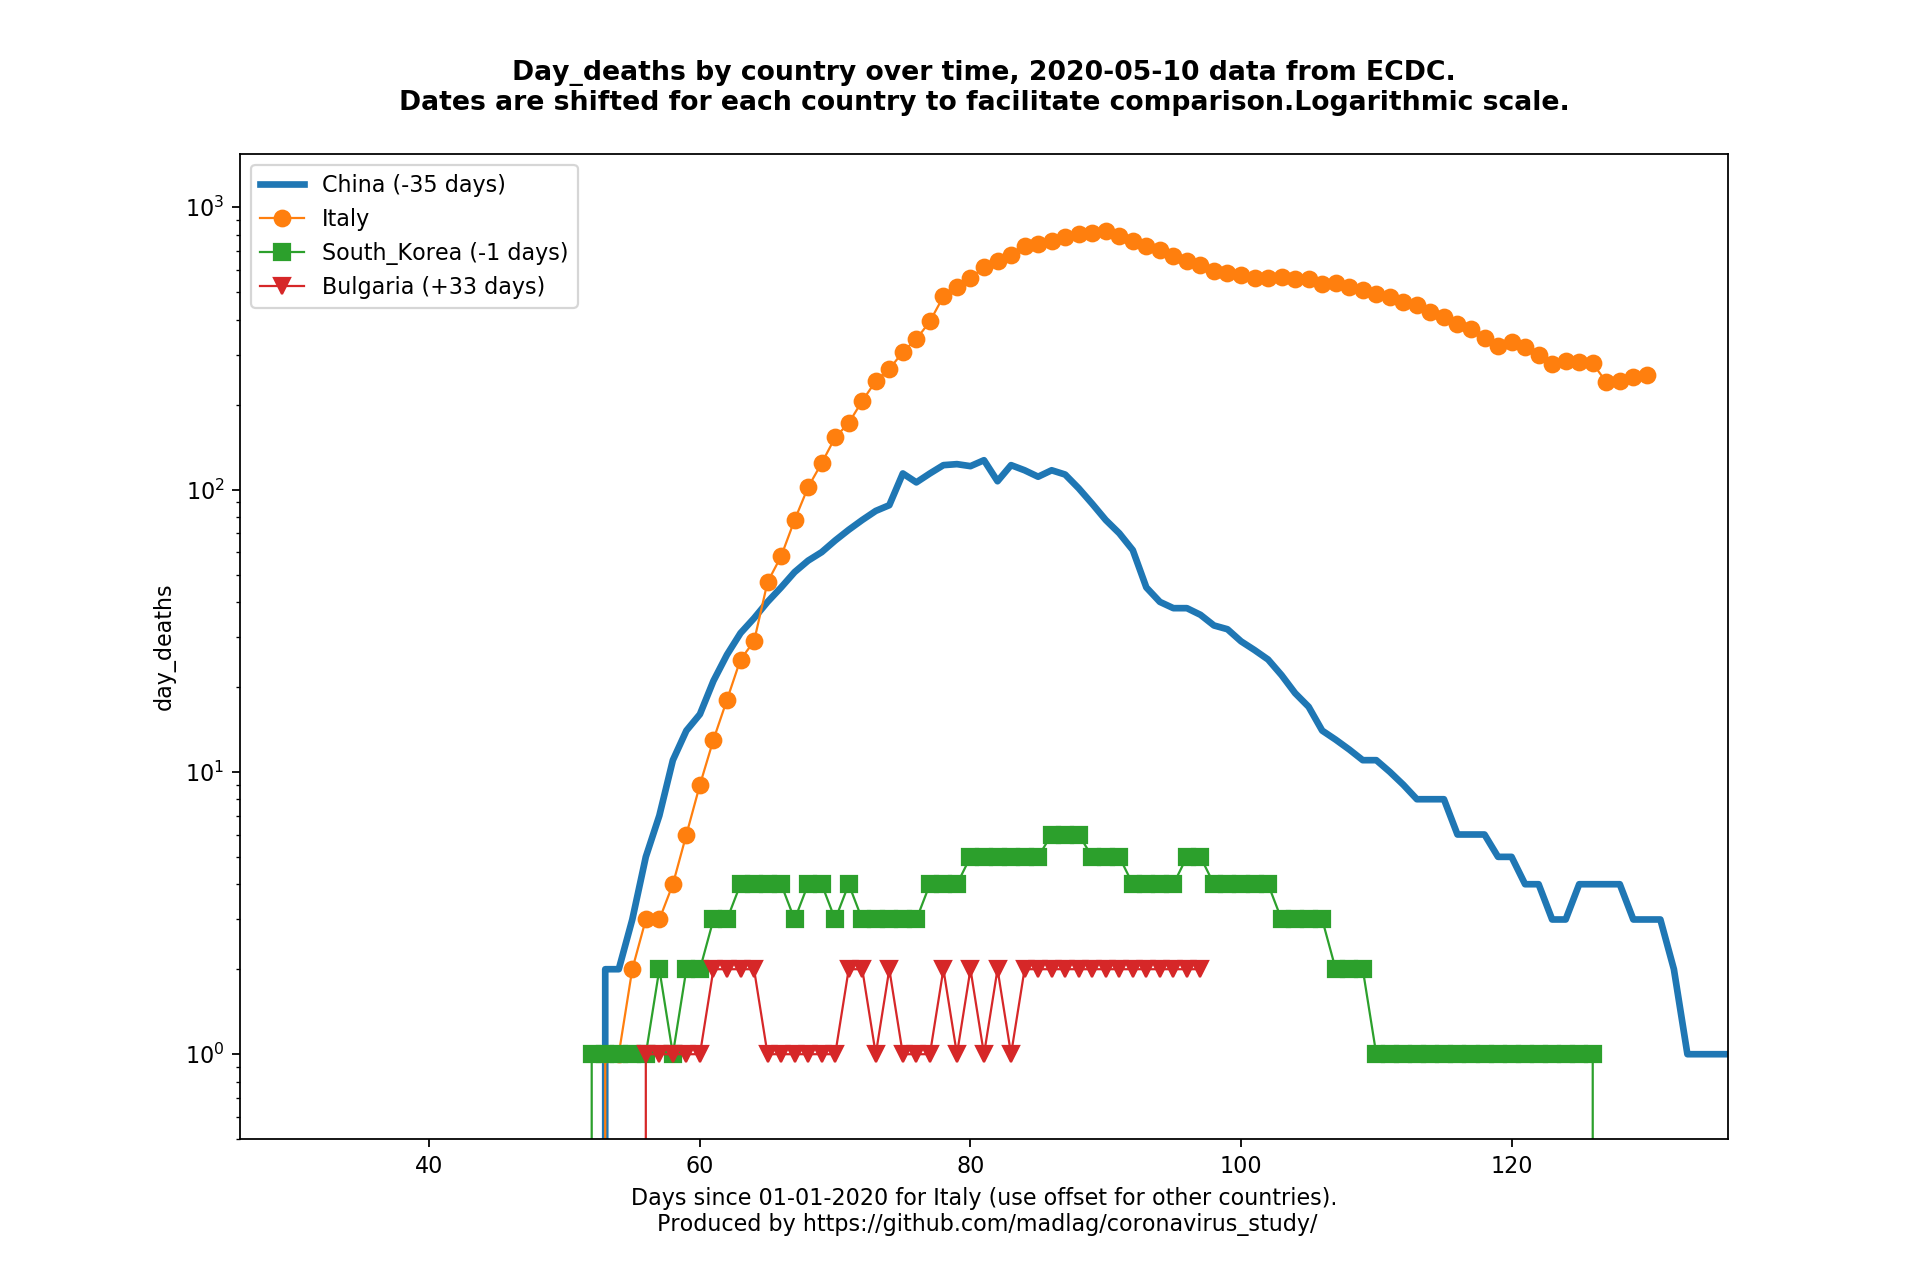 Day_deaths by country over time, 2020-05-10 data from ECDC.
Dates are shifted for each country to facilitate comparison.Logarithmic scale.
China (-35 days)
Italy
South_Korea (-1 days)
Bulgaria (+33 days)
10³
10²
10¹
10⁰
day_deaths
40 60 80 100 120
Days since 01-01-2020 for Italy (use offset for other countries).
Produced by https://github.com/madlag/coronavirus_study/